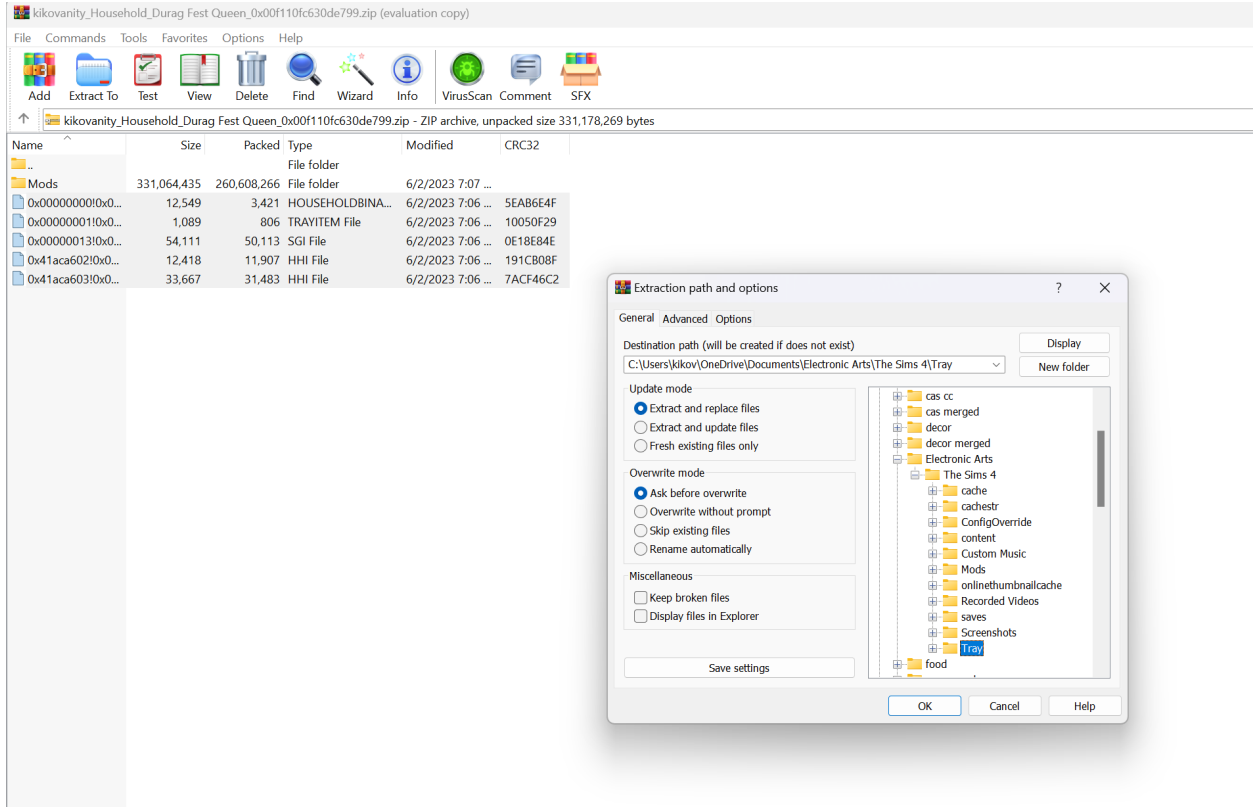 kikovanity_Household_Durag Fest Queen_0x00f110fc630de799.zip (evaluation copy)
File Commands Tools Favorites Options Help
Add Extract To Test View Delete Find Wizard Info VirusScan Comment SFX
kikovanity_Household_Durag Fest Queen_0x00f110fc630de799.zip - ZIP archive, unpacked size 331,178,269 bytes
Name Size Packed Type Modified CRC32
.. File folder
Mods 331,064,435 260,608,266 File folder 6/2/2023 7:07 ...
0x00000000!0x0... 12,549 3,421 HOUSEHOLDBINA... 6/2/2023 7:06 ... 5EAB6E4F
0x00000001!0x0... 1,089 806 TRAYITEM File 6/2/2023 7:06 ... 10050F29
0x00000013!0x0... 54,111 50,113 SGI File 6/2/2023 7:06 ... 0E18E84E
0x41aca602!0x0... 12,418 11,907 HHI File 6/2/2023 7:06 ... 191CB08F
0x41aca603!0x0... 33,667 31,483 HHI File 6/2/2023 7:06 ... 7ACF46C2
Extraction path and options ?
General Advanced Options
Destination path (will be created if does not exist)
Display
C:\Users\kikov\OneDrive\Documents\Electronic Arts\The Sims 4\Tray
New folder
Update mode
Extract and replace files
Extract and update files
Fresh existing files only
Overwrite mode
Ask before overwrite
Overwrite without prompt
Skip existing files
Rename automatically
Miscellaneous
Keep broken files
Display files in Explorer
Save settings
cas cc
cas merged
decor
decor merged
Electronic Arts
The Sims 4
cache
cachestr
ConfigOverride
content
Custom Music
Mods
onlinethumbnailcache
Recorded Videos
saves
Screenshots
Tray
food
OK Cancel Help